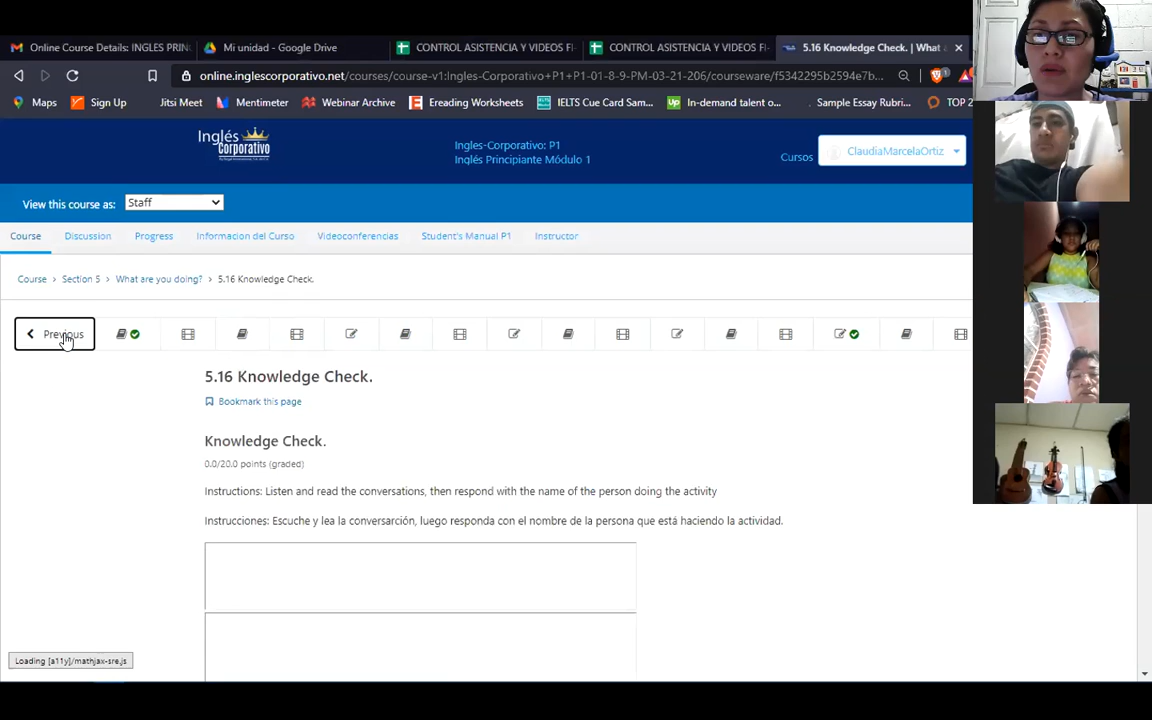 Online Course Details: INGLES PRIN
Mi unidad - Google Drive
CONTROL ASISTENCIA Y VIDEOS FI
CONTROL ASISTENCIA Y VIDEOS FI
5.16 Knowledge Check. | What
online.inglescorporativo.net/courses/course-v1:Ingles-Corporativo+P1+P1-01-8-9-PM-03-21-206/courseware/f5342295b2594e7b...
Maps
Sign Up
Jitsi Meet
Mentimeter
Webinar Archive
Ereading Worksheets
IELTS Cue Card Sam...
In-demand talent o...
Sample Essay Rubri...
TOP 2
Inglés
Corporativo
Ingles-Corporativo: P1
Inglés Principiante Módulo 1
Cursos
ClaudiaMarcelaOrtiz
View this course as:
Staff
Course
Discussion
Progress
Informacion del Curso
Videoconferencias
Student's Manual P1
Instructor
Course > Section 5 > What are you doing? > 5.16 Knowledge Check.
Previous
5.16 Knowledge Check.
Bookmark this page
Knowledge Check.
0.0/20.0 points (graded)
Instructions: Listen and read the conversations, then respond with the name of the person doing the activity
Instrucciones: Escuche y lea la conversarción, luego responda con el nombre de la persona que está haciendo la actividad.
Loading [a11y]/mathjax-sre.js